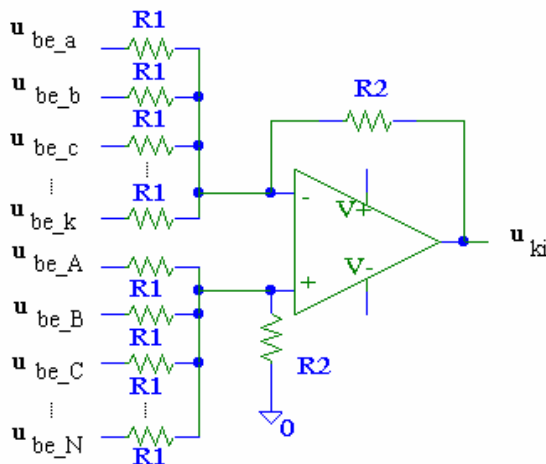 R1
u be_a
R1
u be_b
R1
R2
u be_c
R1
u be_k
-
V+
u ki
u be_A
+
V-
R1
u be_B
R1
R2
u be_C
R1
0
u be_N
R1